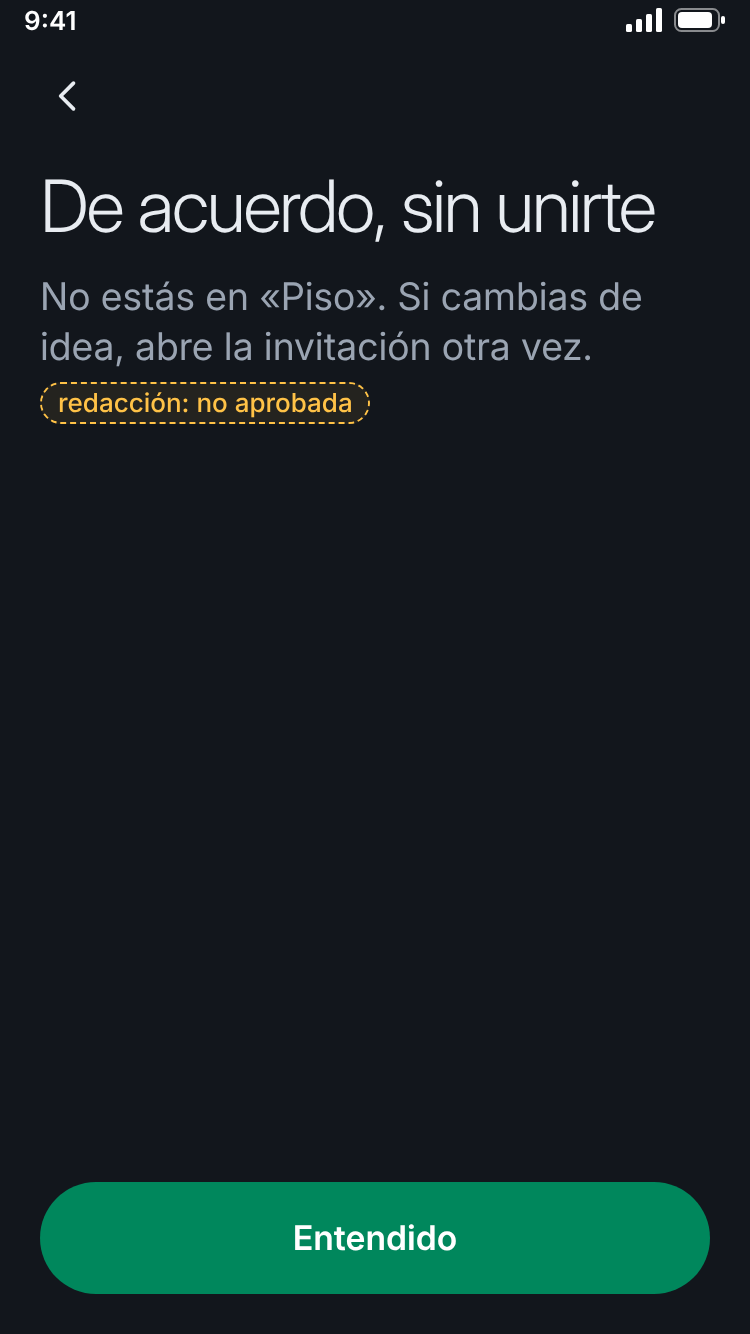 9:41
De acuerdo, sin unirte
No estás en «Piso». Si cambias de
idea, abre la invitación otra vez.
redacción: no aprobada
Entendido